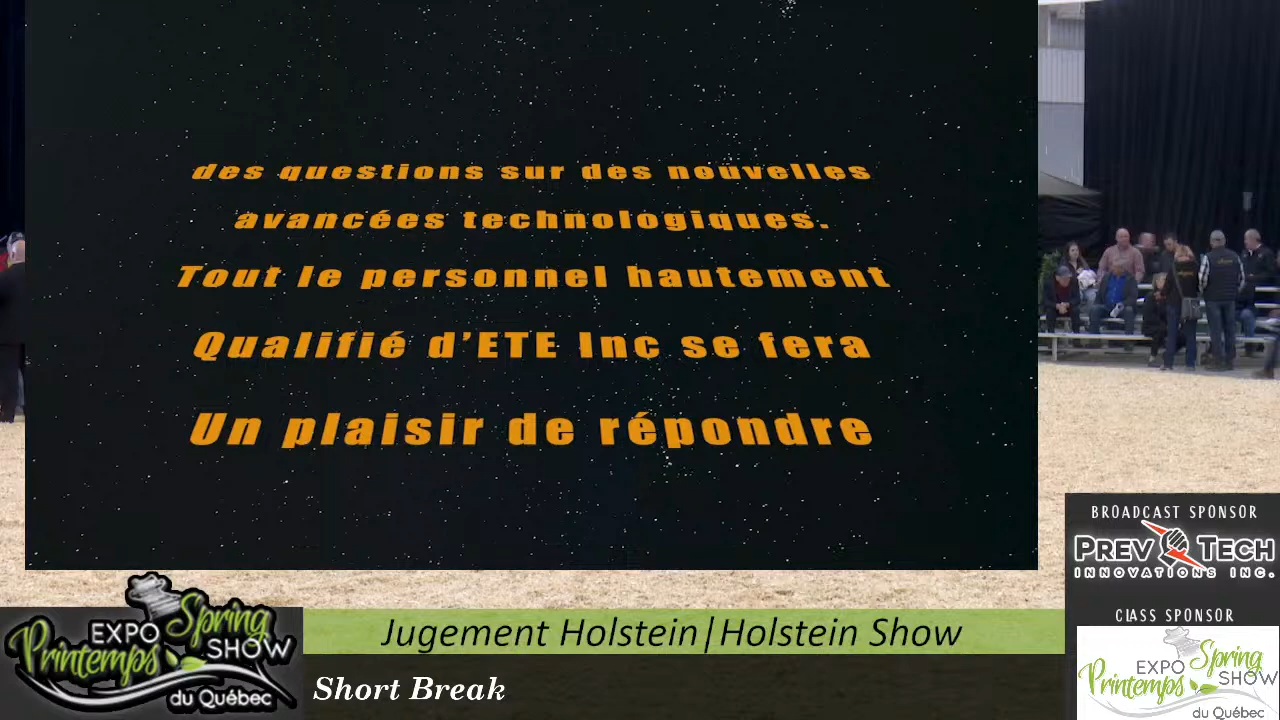 des questions sur des nouvelles
avancées technologiques.
Tout le personnel hautement
Qualifié d'ETE Inc se fera
Un plaisir de répondre
BROADCAST SPONSOR
PREV TECH
INNOVATIONS INC.
CLASS SPONSOR
EXPO Spring
Printemps SHOW
du Québec
Jugement Holstein|Holstein Show
Short Break
EXPO Spring
Printemps SHOW
du Québec